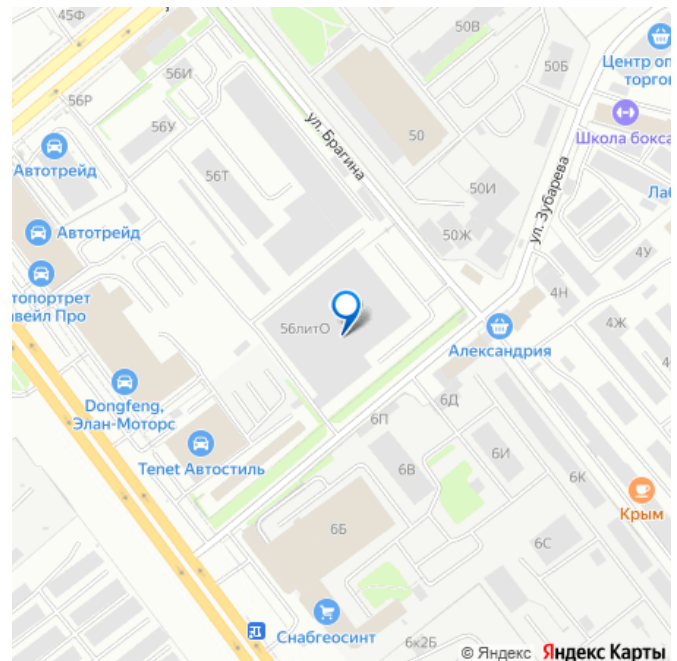 45Ф
50В
56И
50Б
Центр оп
торгов
56Р
56У
50
Школа бокса
ул. Брагина
Автотрейд
56Т
50И
ул. Зубарева
Лаб
Автотрейд
50Ж
4У
топортрет
вейл Про
4Н
56литО
4Ж
Александрия
Dongfeng,
Элан-Моторс
6Д
6П
Tenet Автостиль
6И
6В
6К
Крым
6Б
6С
Снабгеосинт
6к2Б
© Яндекс Яндекс Карты